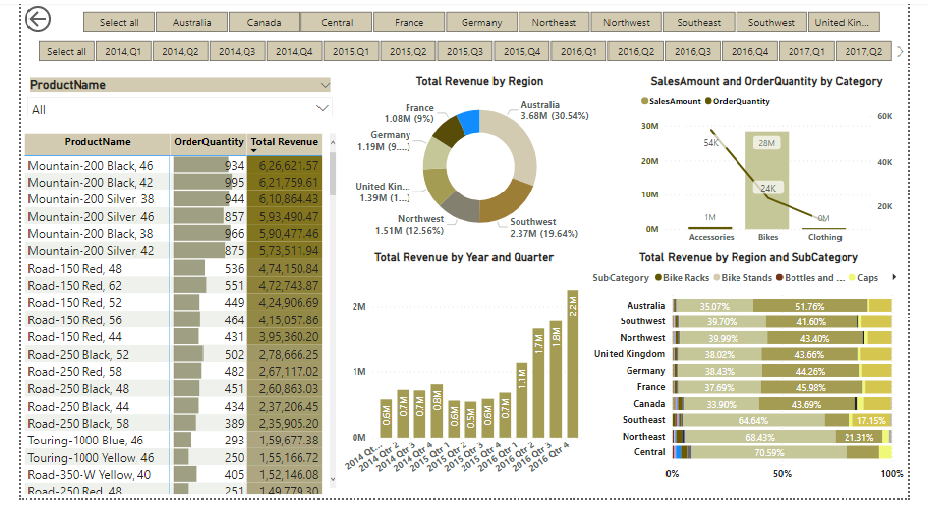 Select all Australia Canada Central France Germany Northeast Northwest Southeast Southwest United Kin...
Select all 2014,Q1 2014,Q2 2014,Q3 2014,Q4 2015,Q1 2015,Q2 2015,Q3 2015,Q4 2016,Q1 2016,Q2 2016,Q3 2016,Q4 2017,Q1 2017,Q2
ProductName
All
ProductName OrderQuantity Total Revenue
Mountain-200 Black, 46 934 6,26,621.57
Mountain-200 Black, 42 995 6,21,759.61
Mountain-200 Silver, 38 944 6,10,864.43
Mountain-200 Silver, 46 857 5,93,490.47
Mountain-200 Black, 38 966 5,90,477.46
Mountain-200 Silver, 42 875 5,73,511.94
Road-150 Red, 48 536 4,74,150.84
Road-150 Red, 62 551 4,72,743.87
Road-150 Red, 52 449 4,24,906.69
Road-150 Red, 56 464 4,15,057.86
Road-150 Red, 44 431 3,95,360.20
Road-250 Black, 52 502 2,78,666.25
Road-250 Red, 58 482 2,67,117.02
Road-250 Black, 48 451 2,60,863.03
Road-250 Black, 44 434 2,37,206.45
Road-250 Black, 58 389 2,35,905.20
Touring-1000 Blue, 46 293 1,59,677.38
Touring-1000 Yellow, 46 250 1,55,166.72
Road-350-W Yellow, 40 405 1,52,146.08
Road-250 Red, 48 251 1,49,779.30
Total Revenue by Region
Australia
3.68M (30.54%)
Southwest
2.37M (19.64%)
Northwest
1.51M (12.56%)
United Kin...
1.39M (1...)
Germany
1.19M (9....)
France
1.08M (9%)
SalesAmount and OrderQuantity by Category
SalesAmount OrderQuantity
30M
20M
10M
0M
60K
40K
20K
54K
28M
24K
1M
0M
Accessories Bikes Clothing
Total Revenue by Year and Quarter
2M
1M
0M
0.6M 0.7M 0.7M 0.8M 0.6M 0.5M 0.6M 0.7M 1.1M 1.7M 1.8M 2.2M
2014 Qt... 2014 Qtr 2 2014 Qtr 3 2014 Qtr 4 2015 Qtr 1 2015 Qtr 2 2015 Qtr 3 2015 Qtr 4 2016 Qtr 1 2016 Qtr 2 2016 Qtr 3 2016 Qtr 4
Total Revenue by Region and SubCategory
SubCategory Bike Racks Bike Stands Bottles and ... Caps
Australia 35.07% 51.76%
Southwest 39.70% 41.60%
Northwest 39.99% 43.40%
United Kingdom 38.02% 43.66%
Germany 38.43% 44.26%
France 37.69% 45.98%
Canada 33.90% 43.69%
Southeast 64.64% 17.15%
Northeast 68.43% 21.31%
Central 70.59%
0% 50% 100%